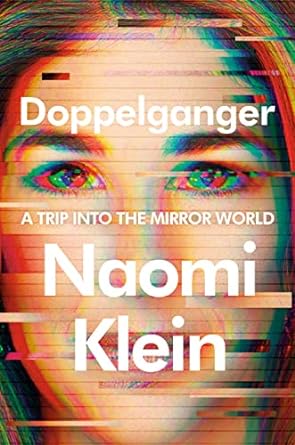 Doppelganger
A TRIP INTO THE MIRROR WORLD
Naomi
Klein